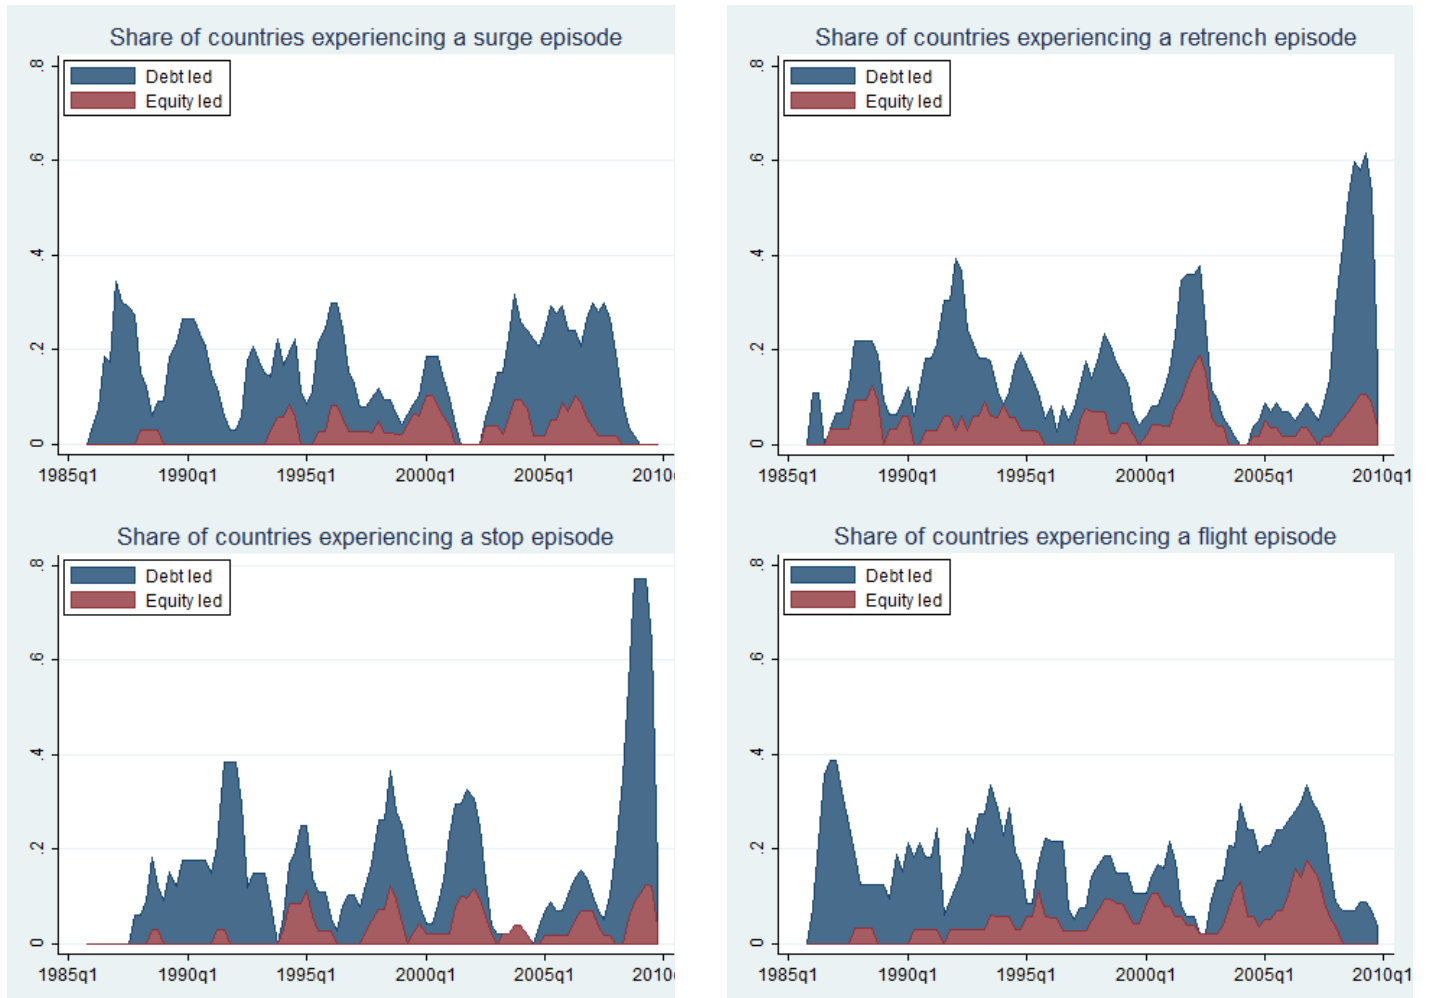 Share of countries experiencing a surge episode
.8
.6
.4
.2
0
Debt led
Equity led
1985q1 1990q1 1995q1 2000q1 2005q1 2010
Share of countries experiencing a retrench episode
.8
.6
.4
.2
0
Debt led
Equity led
1985q1 1990q1 1995q1 2000q1 2005q1 2010q1
Share of countries experiencing a stop episode
.8
.6
.4
.2
0
Debt led
Equity led
1985q1 1990q1 1995q1 2000q1 2005q1 2010
Share of countries experiencing a flight episode
.8
.6
.4
.2
0
Debt led
Equity led
1985q1 1990q1 1995q1 2000q1 2005q1 2010q1